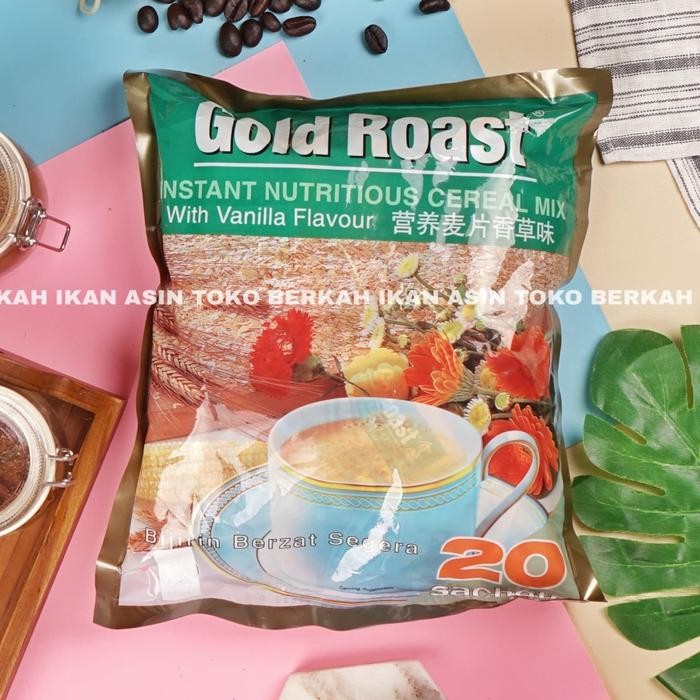 Gold Roast®
INSTANT NUTRITIOUS CEREAL MIX
With Vanilla Flavour 营养麦片香草味
KAH IKAN ASIN TOKO BERKAH IKAN ASIN TOKO BERKAH
Bijirin Berzat Segera
20